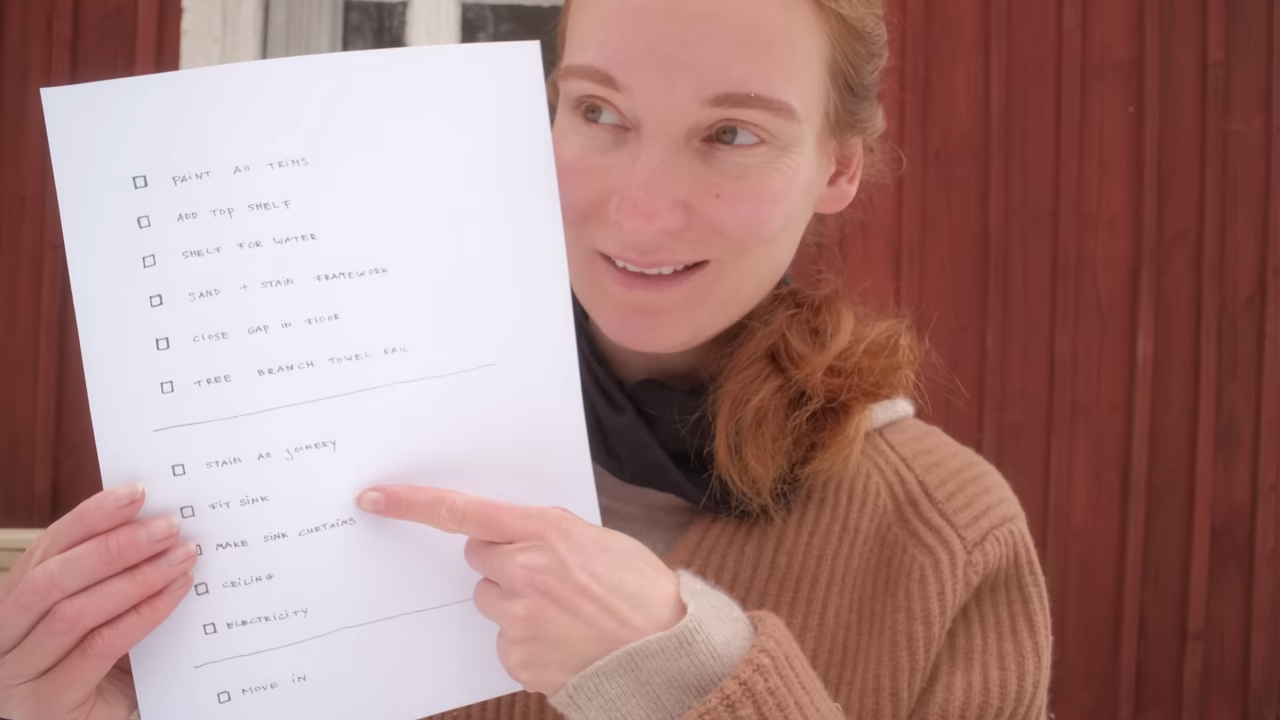 PAINT All TRIMS
ADD TOP SHELF
SHELF FOR WATER
SAND + STAIN FRAMEWORK
CLOSE GAP IN FLOOR
TREE BRANCH TOWEL RAIL
STAIN All JOINERY
FIT SINK
MAKE SINK CURTAINS
CEILING
ELECTRICITY
MOVE IN